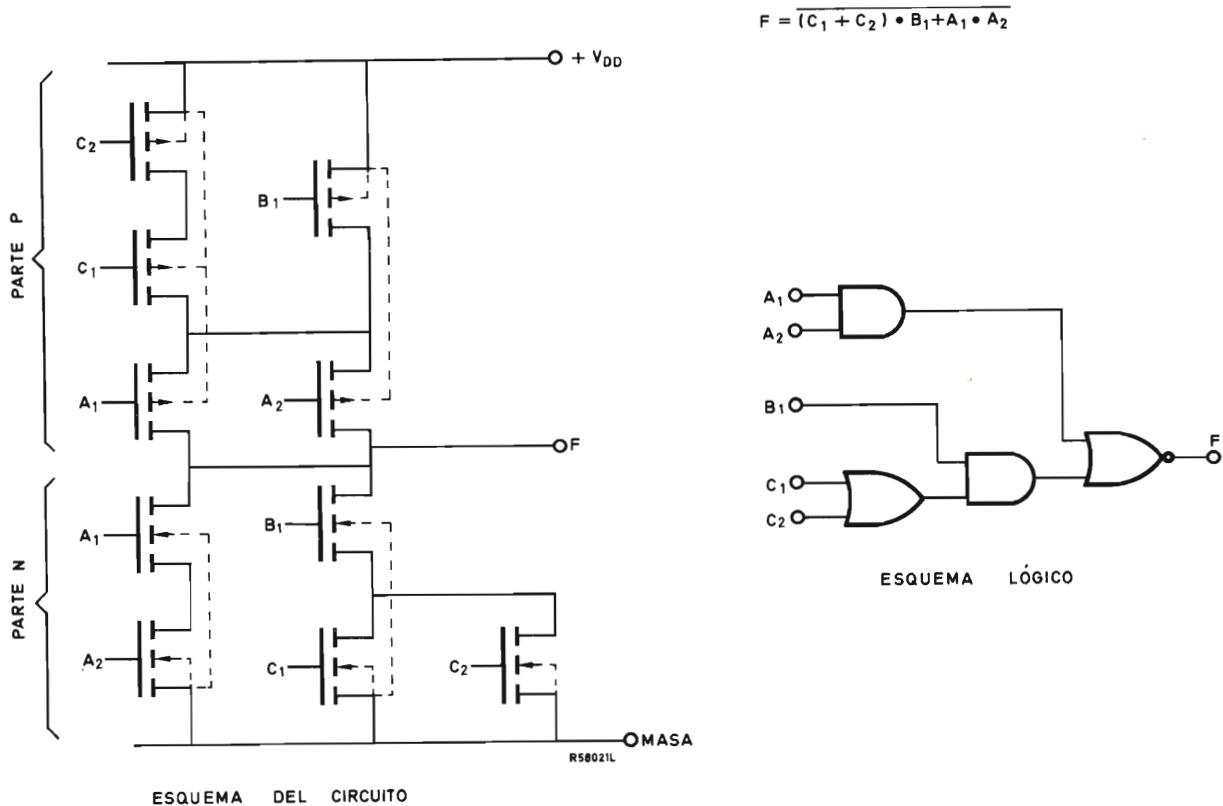 F = (C₁ + C₂) • B₁ + A₁ • A₂
+ V_DD
PARTE P
C₂
B₁
C₁
A₁
A₂
F
PARTE N
A₁
B₁
A₂
C₁
C₂
MASA
R58021L
ESQUEMA DEL CIRCUITO
A₁
A₂
B₁
C₁
C₂
F
ESQUEMA LÓGICO